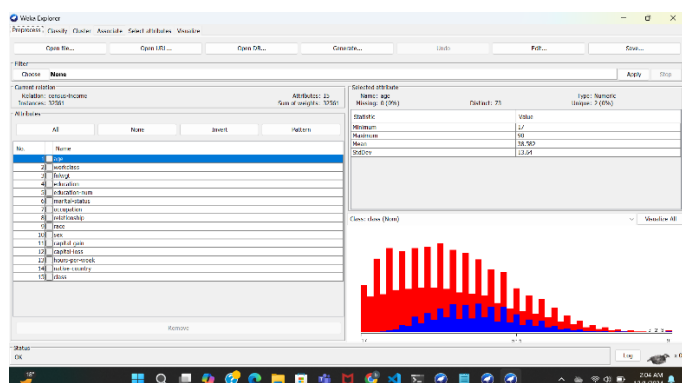 Weka Explorer
Preprocess Classify Cluster Associate Select attributes Visualize
Open file... Open URL... Open DB... Generate... Undo Edit... Save...
Filter
Choose None Apply Stop
Current relation
Relation: census-income Attributes: 15
Instances: 32561 Sum of weights: 32561
Attributes
All None Invert Pattern
No. Name
1 age
2 workclass
3 fnlwgt
4 education
5 education-num
6 marital-status
7 occupation
8 relationship
9 race
10 sex
11 capital-gain
12 capital-loss
13 hours-per-week
14 native-country
15 class
Remove
Selected attribute
Name: age Type: Numeric
Missing: 0 (0%) Distinct: 73 Unique: 2 (0%)
Statistic Value
Minimum 17
Maximum 90
Mean 38.582
StdDev 13.64
Class: class (Nom) Visualize All
Status
OK
Log x 0
2:04 AM